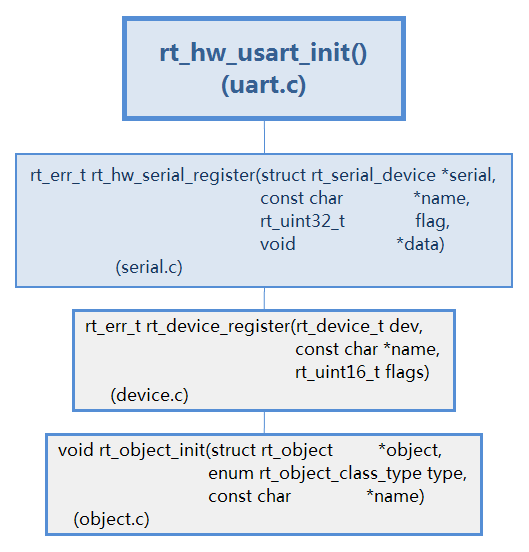 rt_hw_usart_init()
(uart.c)
rt_err_t rt_hw_serial_register(struct rt_serial_device *serial,
const char *name,
rt_uint32_t flag,
void *data)
(serial.c)
rt_err_t rt_device_register(rt_device_t dev,
const char *name,
rt_uint16_t flags)
(device.c)
void rt_object_init(struct rt_object *object,
enum rt_object_class_type type,
const char *name)
(object.c)